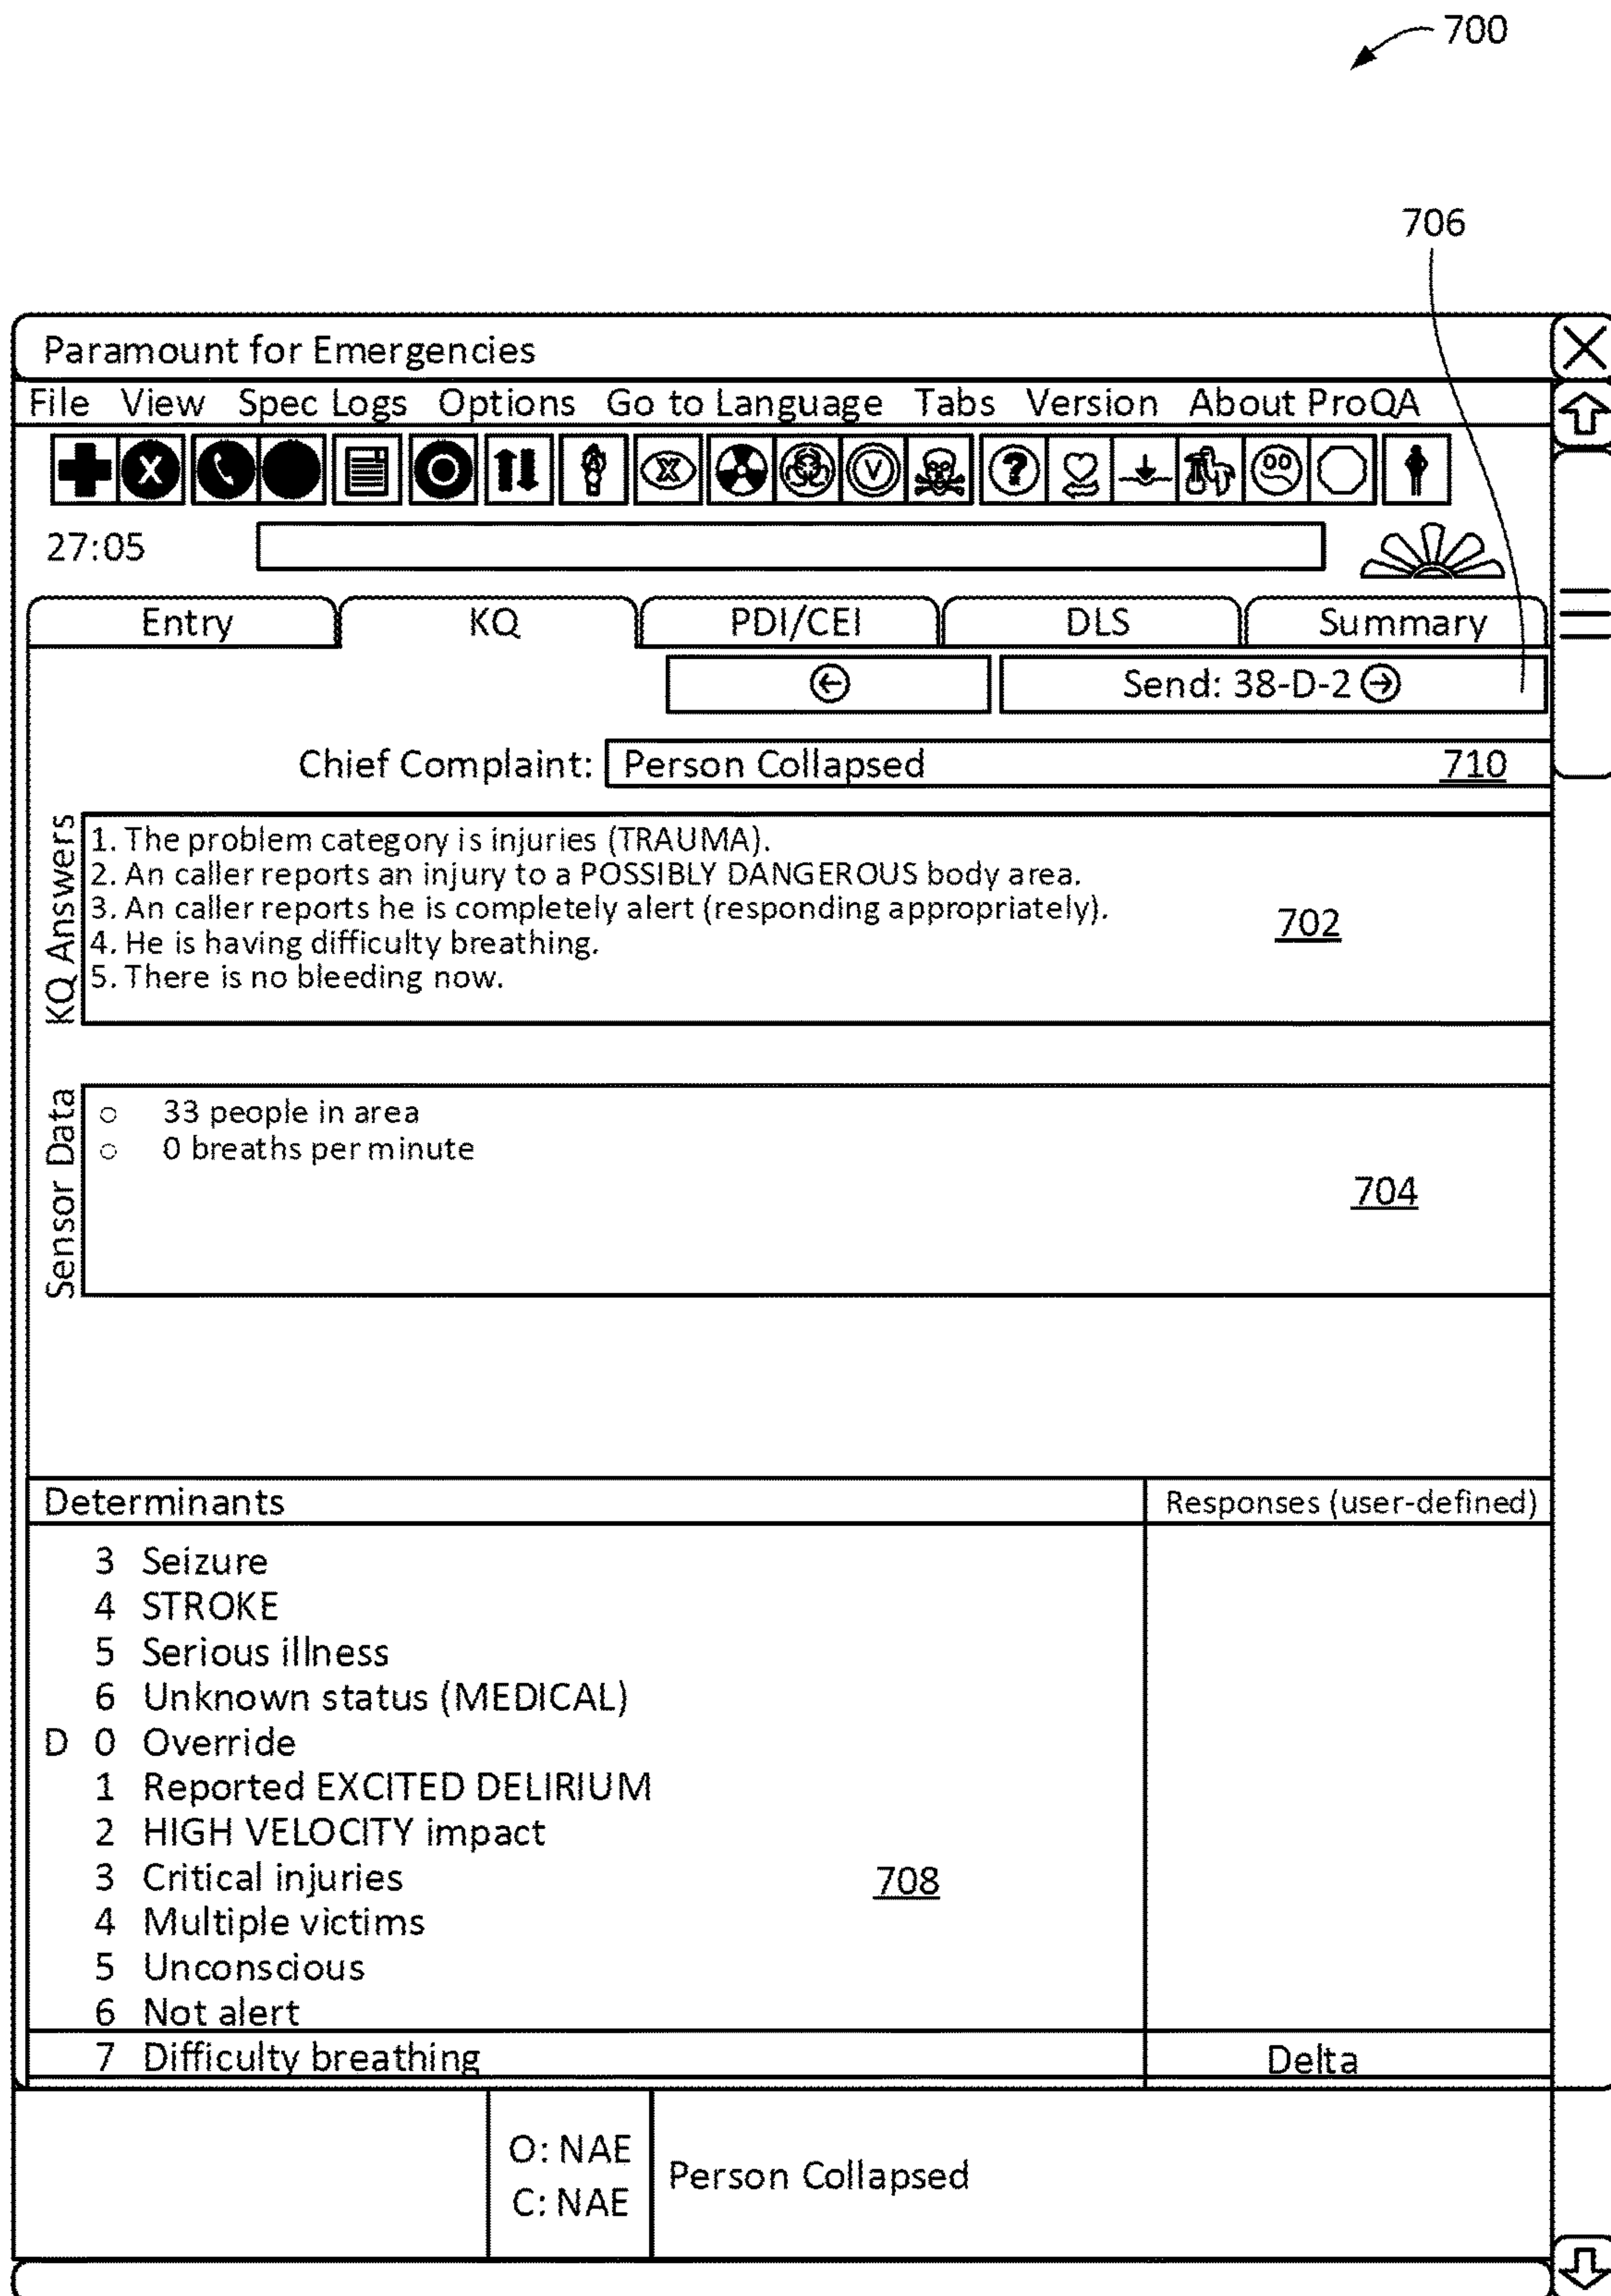 700
706
Paramount for Emergencies
File View Spec Logs Options Go to Language Tabs Version About ProQA
X X V ?
27:05
Entry KQ PDI/CEI DLS Summary
Send: 38-D-2
Chief Complaint: Person Collapsed 710
KQ Answers
1. The problem category is injuries (TRAUMA).
2. An caller reports an injury to a POSSIBLY DANGEROUS body area.
3. An caller reports he is completely alert (responding appropriately).
4. He is having difficulty breathing.
5. There is no bleeding now.
702
Sensor Data
○ 33 people in area
○ 0 breaths per minute
704
Determinants Responses (user-defined)
3 Seizure
4 STROKE
5 Serious illness
6 Unknown status (MEDICAL)
D 0 Override
1 Reported EXCITED DELIRIUM
2 HIGH VELOCITY impact
3 Critical injuries
708
4 Multiple victims
5 Unconscious
6 Not alert
7 Difficulty breathing Delta
O: NAE
C: NAE
Person Collapsed